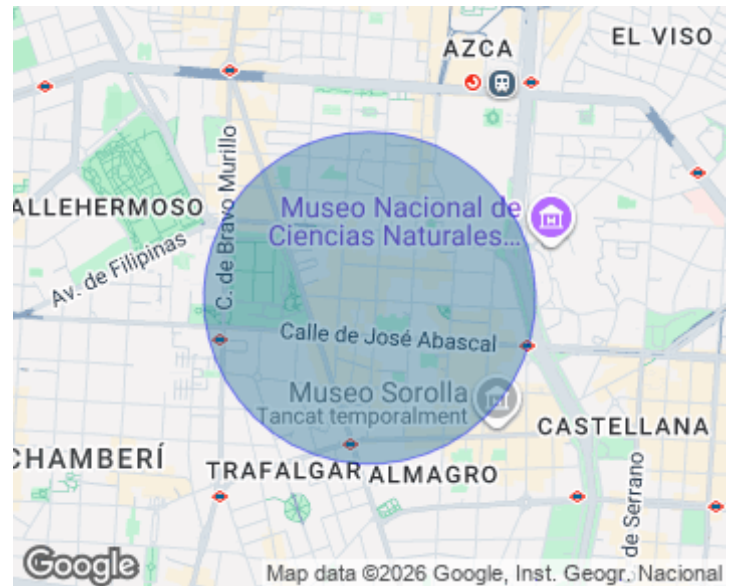 EL VISO
AZCA
C. de Bravo Murillo
ALLEHERMOSO
Museo Nacional de
Ciencias Naturales...
Av. de Filipinas
Calle de José Abascal
Museo Sorolla
Tancat temporalment
CASTELLANA
CHAMBERÍ
TRAFALGAR
ALMAGRO
de Serrano
Google
Map data ©2026 Google, Inst. Geogr. Nacional